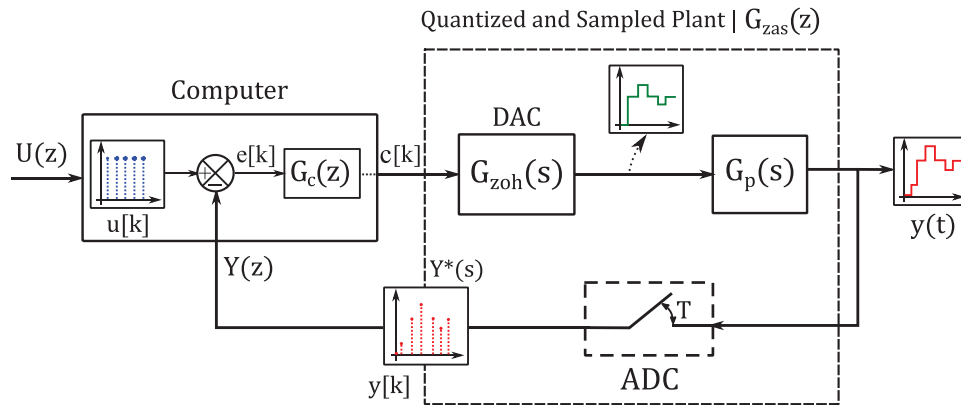 Quantized and Sampled Plant | G_zas(z)
Computer
DAC
U(z)
e[k]
c[k]
G_c(z)
G_zoh(s)
G_p(s)
u[k]
y(t)
Y(z)
Y*(s)
T
y[k]
ADC